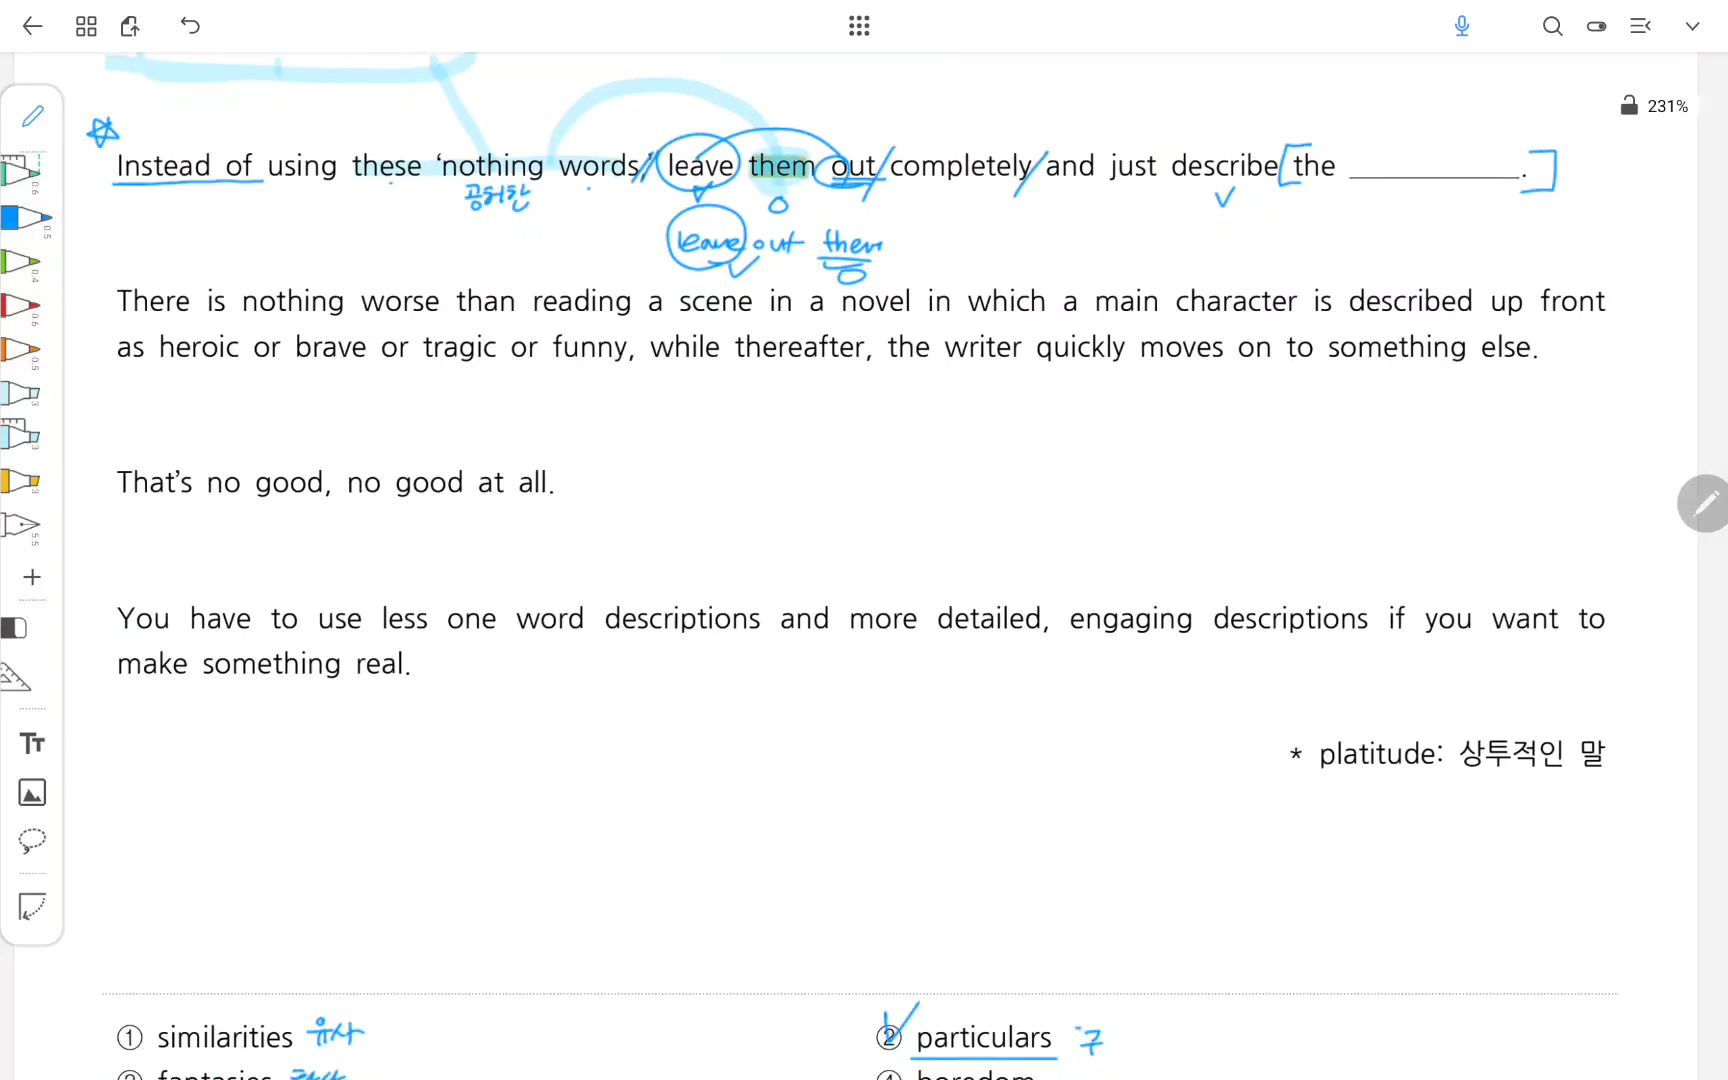 231%
Instead of using these ‘nothing words,’ leave them out completely and just describe the ____________.
공허한
leave out them
There is nothing worse than reading a scene in a novel in which a main character is described up front
as heroic or brave or tragic or funny, while thereafter, the writer quickly moves on to something else.
That’s no good, no good at all.
You have to use less one word descriptions and more detailed, engaging descriptions if you want to
make something real.
* platitude: 상투적인 말
① similarities 유사
② particulars 구